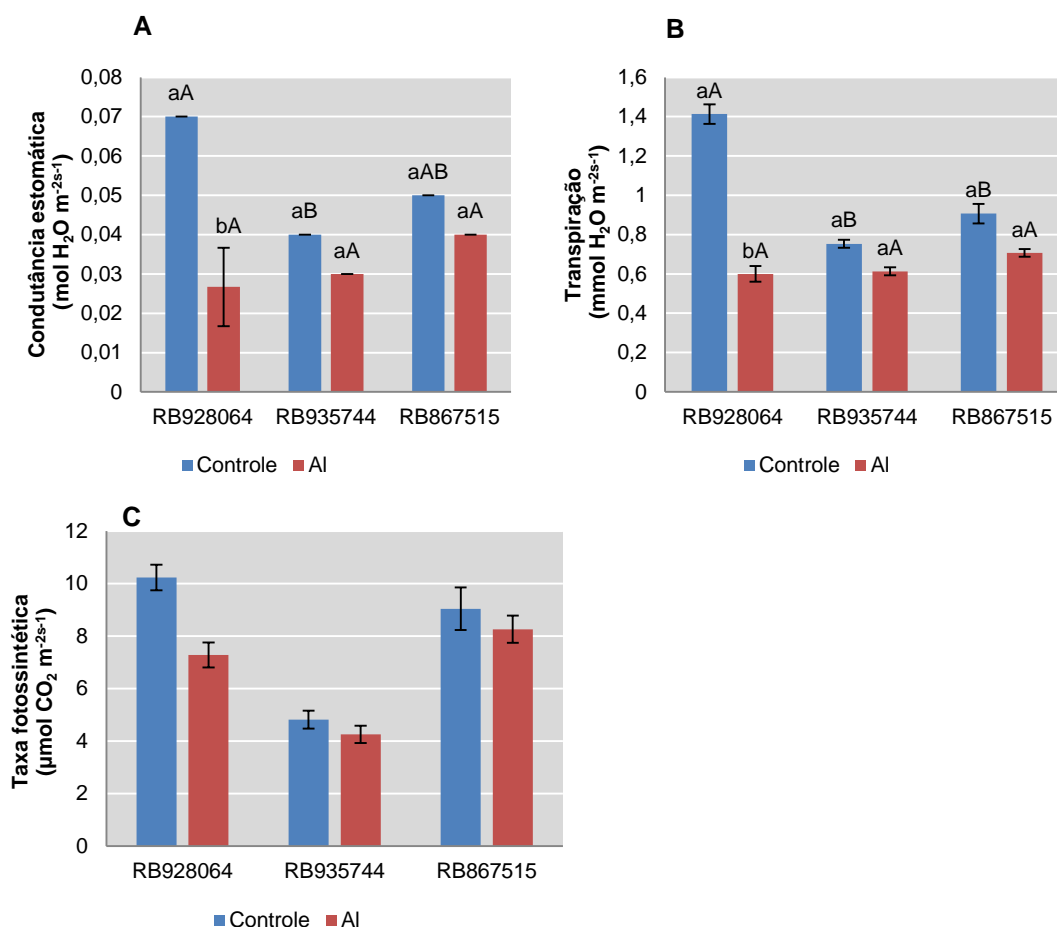 A
Condutância estomática
(mol H₂O m⁻²ˢ⁻¹)
0,08
0,07
0,06
0,05
0,04
0,03
0,02
0,01
0
aA
bA
aB
aA
aAB
aA
RB928064
RB935744
RB867515
Controle
Al
B
Transpiração
(mmol H₂O m⁻²ˢ⁻¹)
1,6
1,4
1,2
1
0,8
0,6
0,4
0,2
0
aA
bA
aB
aA
aB
aA
RB928064
RB935744
RB867515
Controle
Al
C
Taxa fotossintética
(µmol CO₂ m⁻²ˢ⁻¹)
12
10
8
6
4
2
0
RB928064
RB935744
RB867515
Controle
Al